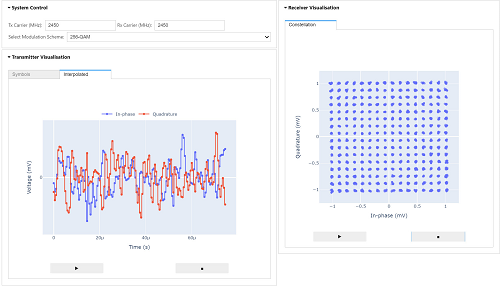 System Control
Tx Carrier (MHz): 2450 Rx Carrier (MHz): 2450
Select Modulation Scheme: 256-QAM
Transmitter Visualisation
Symbols Interpolated
In-phase Quadrature
Voltage (mV)
0
0 20μ 40μ 60μ
Time (s)
Receiver Visualisation
Constellation
Quadrature (mV)
1
0.5
0
−0.5
−1
−1 −0.5 0 0.5 1
In-phase (mV)